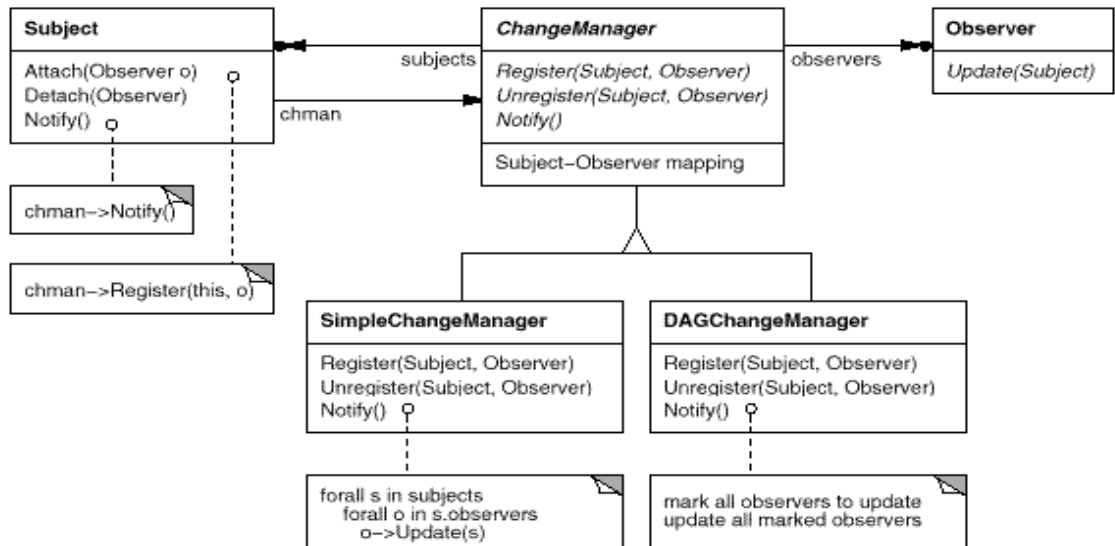 Subject
Attach(Observer o)
Detach(Observer)
Notify()
chman->Notify()
chman->Register(this, o)
subjects
chman
ChangeManager
Register(Subject, Observer)
Unregister(Subject, Observer)
Notify()
Subject-Observer mapping
observers
Observer
Update(Subject)
SimpleChangeManager
Register(Subject, Observer)
Unregister(Subject, Observer)
Notify()
forall s in subjects
forall o in s.observers
o->Update(s)
DAGChangeManager
Register(Subject, Observer)
Unregister(Subject, Observer)
Notify()
mark all observers to update
update all marked observers